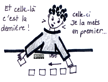 et celle-là
c'est la
dernière !
celle-ci
Je la mets
en premier...